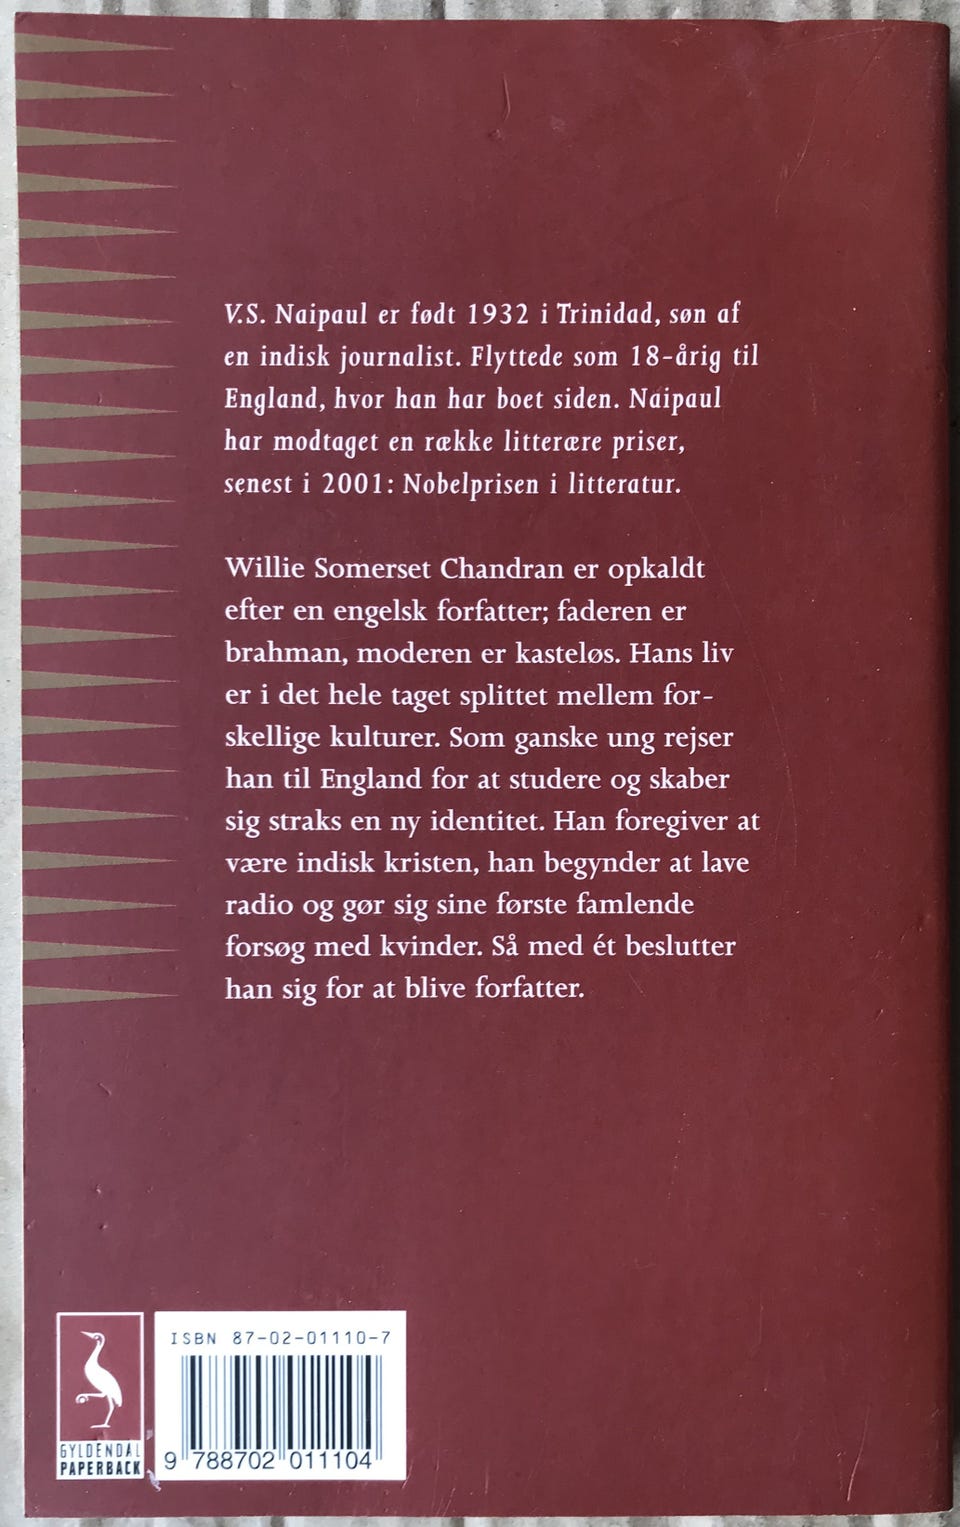 V.S. Naipaul er født 1932 i Trinidad, søn af
en indisk journalist. Flyttede som 18-årig til
England, hvor han har boet siden. Naipaul
har modtaget en række litterære priser,
senest i 2001: Nobelprisen i litteratur.
Willie Somerset Chandran er opkaldt
efter en engelsk forfatter; faderen er
brahman, moderen er kasteløs. Hans liv
er i det hele taget splittet mellem for-
skellige kulturer. Som ganske ung rejser
han til England for at studere og skaber
sig straks en ny identitet. Han foregiver at
være indisk kristen, han begynder at lave
radio og gør sig sine første famlende
forsøg med kvinder. Så med ét beslutter
han sig for at blive forfatter.
ISBN 87-02-01110-7
9 788702 011104
GYLDENDAL
PAPERBACK